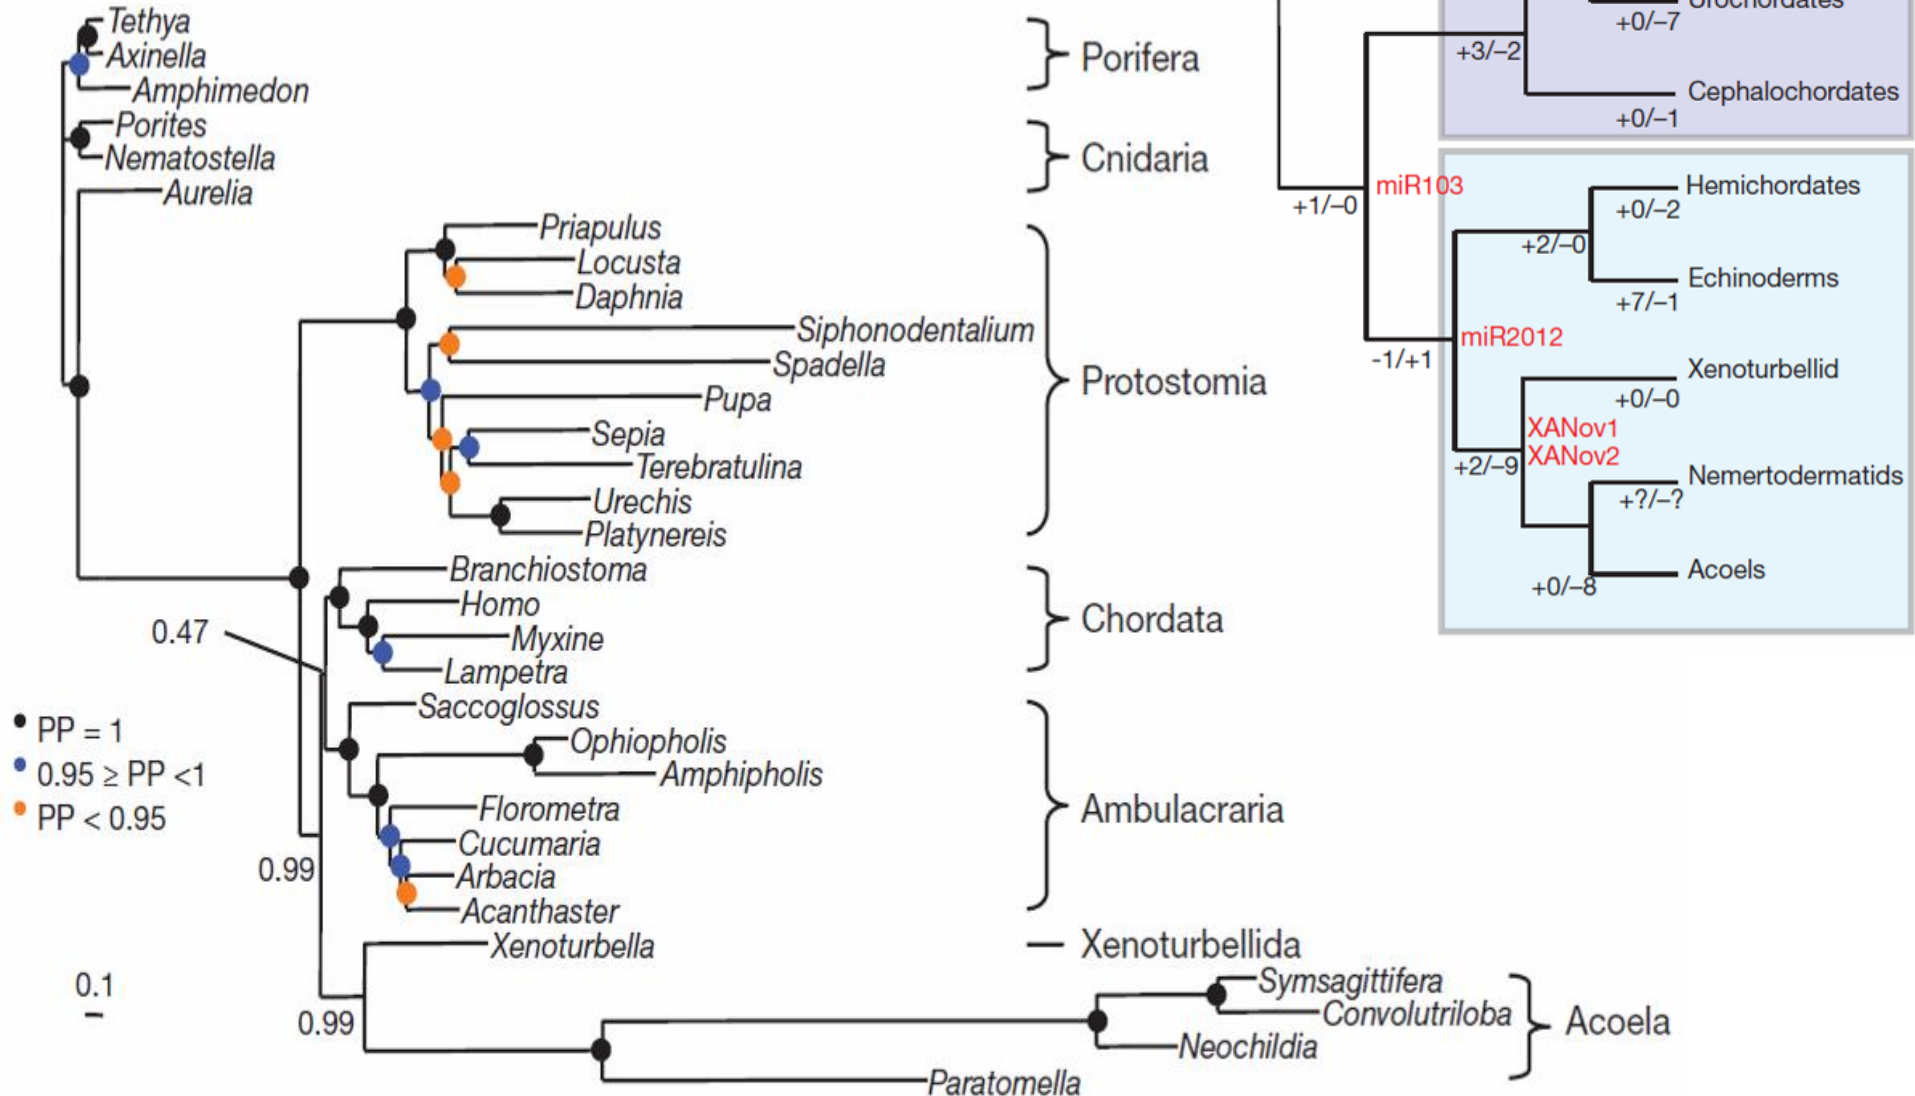 Tethya
Axinella
Amphimedon
Porifera
Porites
Nematostella
Aurelia
Cnidaria
Priapulus
Locusta
Daphnia
Siphonodentalium
Spadella
Pupa
Sepia
Terebratulina
Urechis
Platynereis
Protostomia
Branchiostoma
Homo
Myxine
Lampetra
Chordata
0.47
Saccoglossus
Ophiopholis
Amphipholis
Florometra
Cucumaria
Arbacia
Acanthaster
Ambulacraria
PP = 1
0.95 ≥ PP <1
PP < 0.95
0.99
Xenoturbella
Xenoturbellida
0.1
0.99
Symsagittifera
Convolutriloba
Neochildia
Paratomella
Acoela
Urochordates
+0/–7
+3/–2
Cephalochordates
+0/–1
miR103
+1/–0
Hemichordates
+0/–2
+2/–0
Echinoderms
+7/–1
miR2012
-1/+1
Xenoturbellid
+0/–0
XANov1
XANov2
+2/–9
Nemertodermatids
+?/–?
Acoels
+0/–8